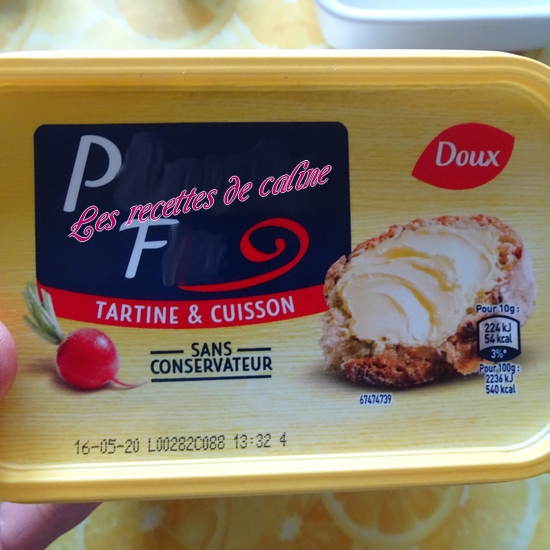 Doux
P
Les recettes de caline
F
TARTINE & CUISSON
SANS
CONSERVATEUR
Pour 10g :
224 kJ
54 kcal
3%*
Pour 100g :
2236 kJ
540 kcal
67474739
16-05-20 L00282C088 13:32 4